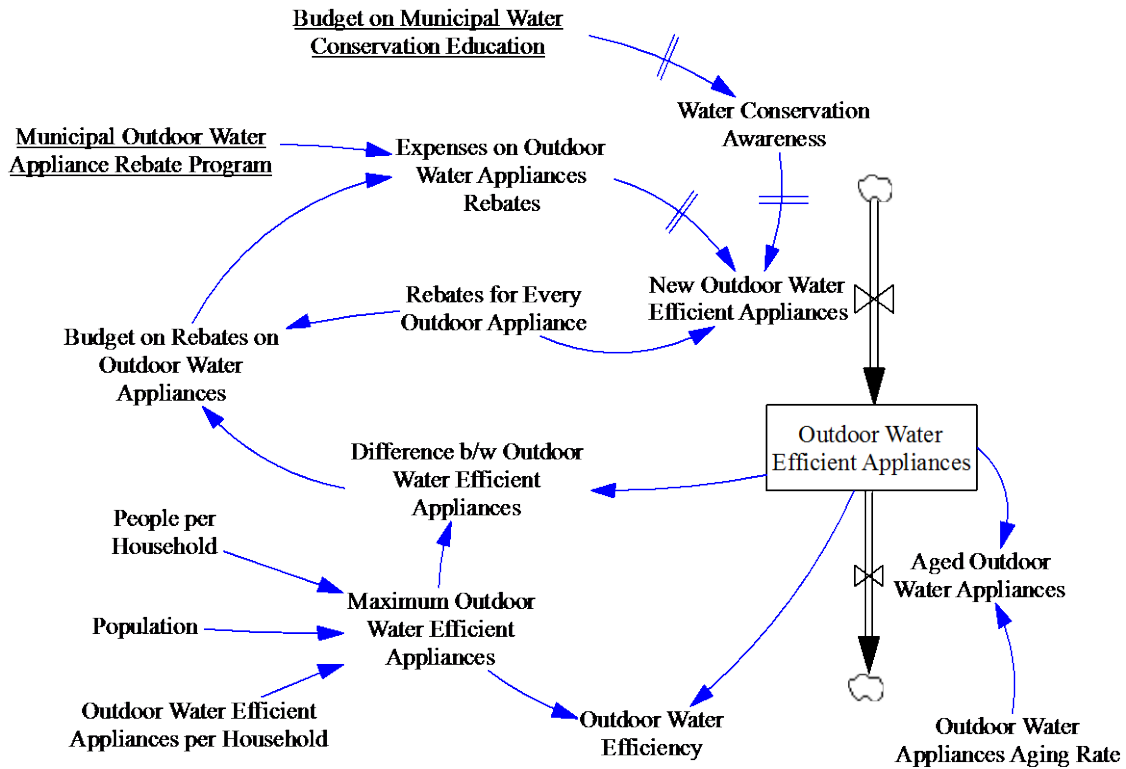 Budget on Municipal Water
Conservation Education
Water Conservation
Awareness
Municipal Outdoor Water
Appliance Rebate Program
Expenses on Outdoor
Water Appliances
Rebates
New Outdoor Water
Efficient Appliances
Rebates for Every
Outdoor Appliance
Budget on Rebates on
Outdoor Water
Appliances
Outdoor Water
Efficient Appliances
Difference b/w Outdoor
Water Efficient
Appliances
People per
Household
Aged Outdoor
Water Appliances
Maximum Outdoor
Water Efficient
Appliances
Population
Outdoor Water Efficient
Appliances per Household
Outdoor Water
Efficiency
Outdoor Water
Appliances Aging Rate